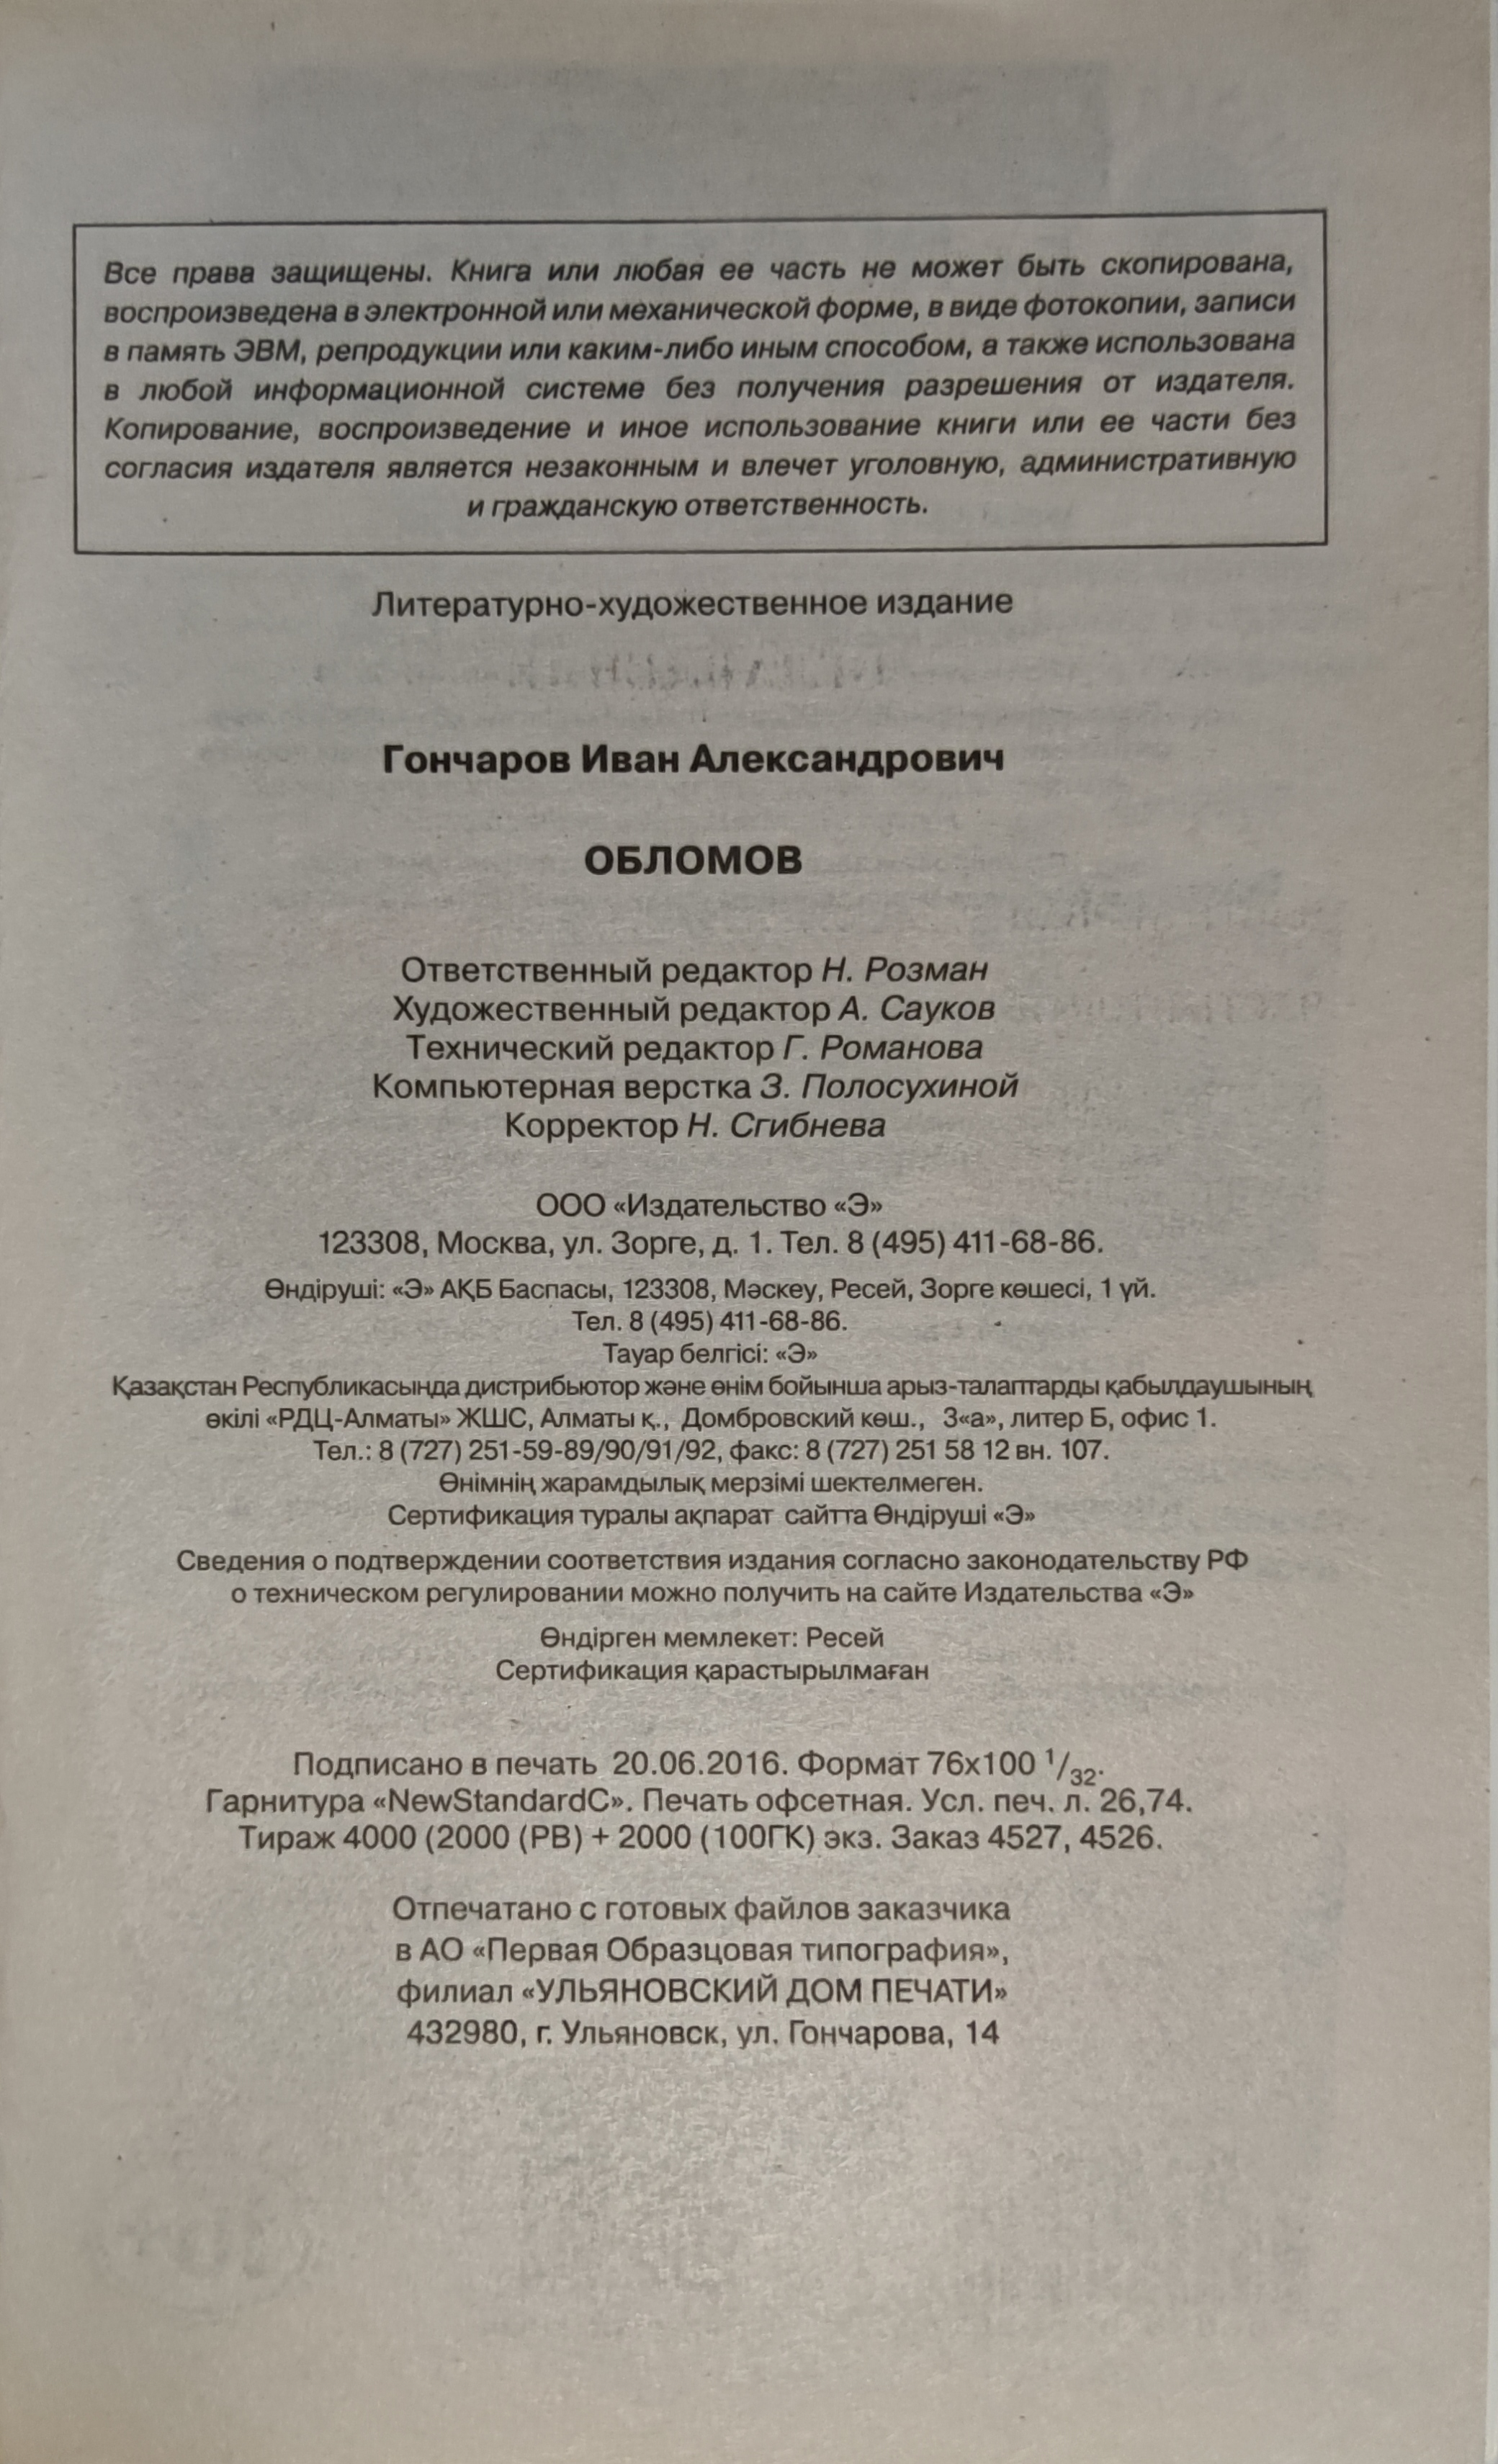 Все права защищены. Книга или любая ее часть не может быть скопирована,
воспроизведена в электронной или механической форме, в виде фотокопии, записи
в память ЭВМ, репродукции или каким-либо иным способом, а также использована
в любой информационной системе без получения разрешения от издателя.
Копирование, воспроизведение и иное использование книги или ее части без
согласия издателя является незаконным и влечет уголовную, административную
и гражданскую ответственность.
Литературно-художественное издание
Гончаров Иван Александрович
ОБЛОМОВ
Ответственный редактор Н. Розман
Художественный редактор А. Сауков
Технический редактор Г. Романова
Компьютерная верстка З. Полосухиной
Корректор Н. Сгибнева
ООО «Издательство «Э»
123308, Москва, ул. Зорге, д. 1. Тел. 8 (495) 411-68-86.
Өндіруші: «Э» АҚБ Баспасы, 123308, Мәскеу, Ресей, Зорге көшесі, 1 үй.
Тел. 8 (495) 411-68-86.
Тауар белгісі: «Э»
Қазақстан Республикасында дистрибьютор және өнім бойынша арыз-талаптарды қабылдаушының
өкілі «РДЦ-Алматы» ЖШС, Алматы қ., Домбровский көш., 3«а», литер Б, офис 1.
Тел.: 8 (727) 251-59-89/90/91/92, факс: 8 (727) 251 58 12 вн. 107.
Өнімнің жарамдылық мерзімі шектелмеген.
Сертификация туралы ақпарат сайтта Өндіруші «Э»
Сведения о подтверждении соответствия издания согласно законодательству РФ
о техническом регулировании можно получить на сайте Издательства «Э»
Өндірген мемлекет: Ресей
Сертификация қарастырылмаған
Подписано в печать 20.06.2016. Формат 76x100 1/32.
Гарнитура «NewStandardC». Печать офсетная. Усл. печ. л. 26,74.
Тираж 4000 (2000 (РВ) + 2000 (100ГК) экз. Заказ 4527, 4526.
Отпечатано с готовых файлов заказчика
в АО «Первая Образцовая типография»,
филиал «УЛЬЯНОВСКИЙ ДОМ ПЕЧАТИ»
432980, г. Ульяновск, ул. Гончарова, 14